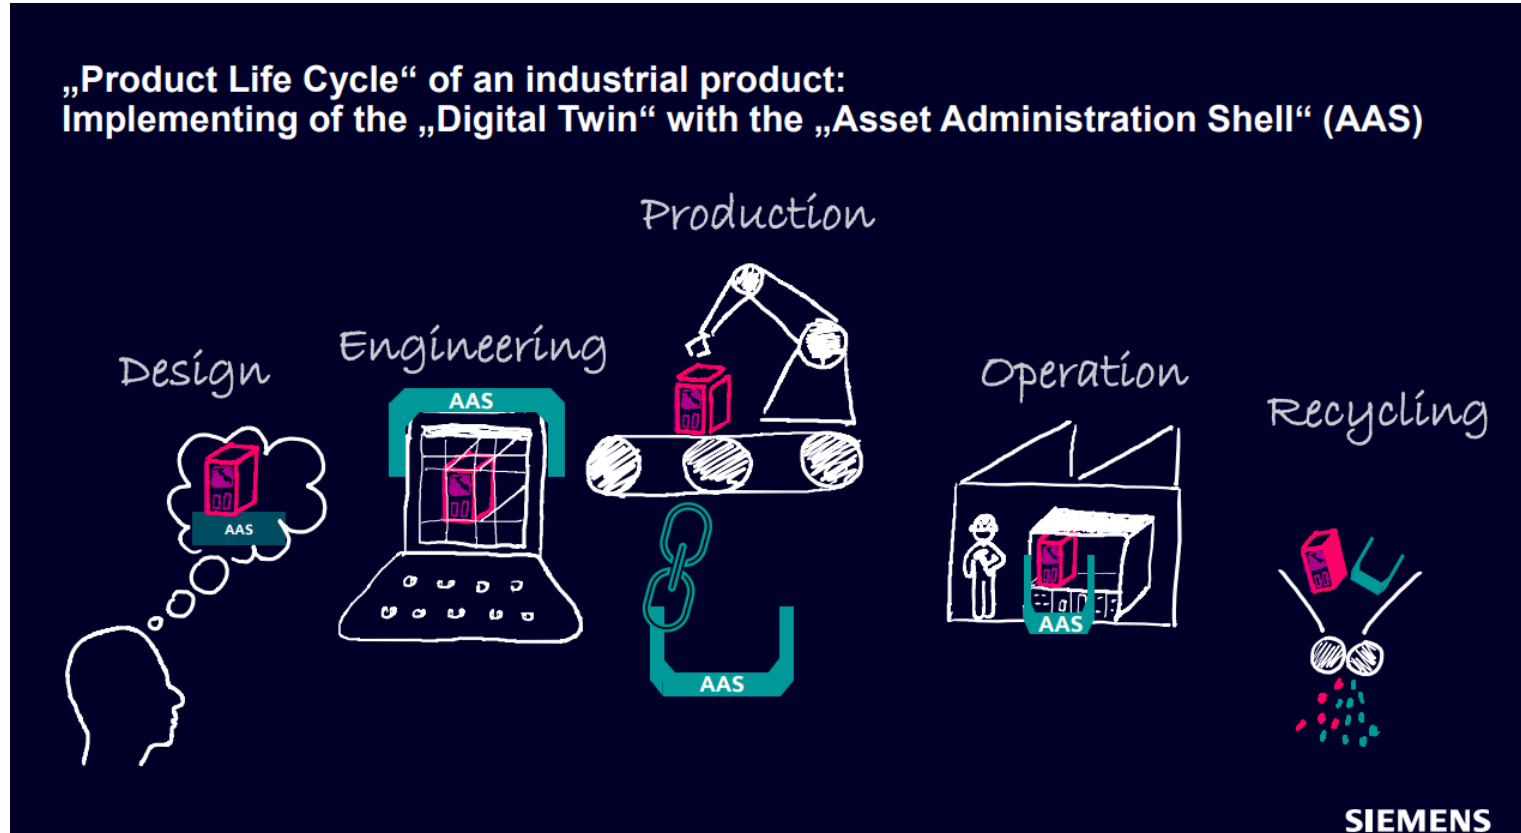 „Product Life Cycle“ of an industrial product:
Implementing of the „Digital Twin“ with the „Asset Administration Shell“ (AAS)
Production
Engineering
Design
Operation
Recycling
AAS
AAS
AAS
AAS
SIEMENS